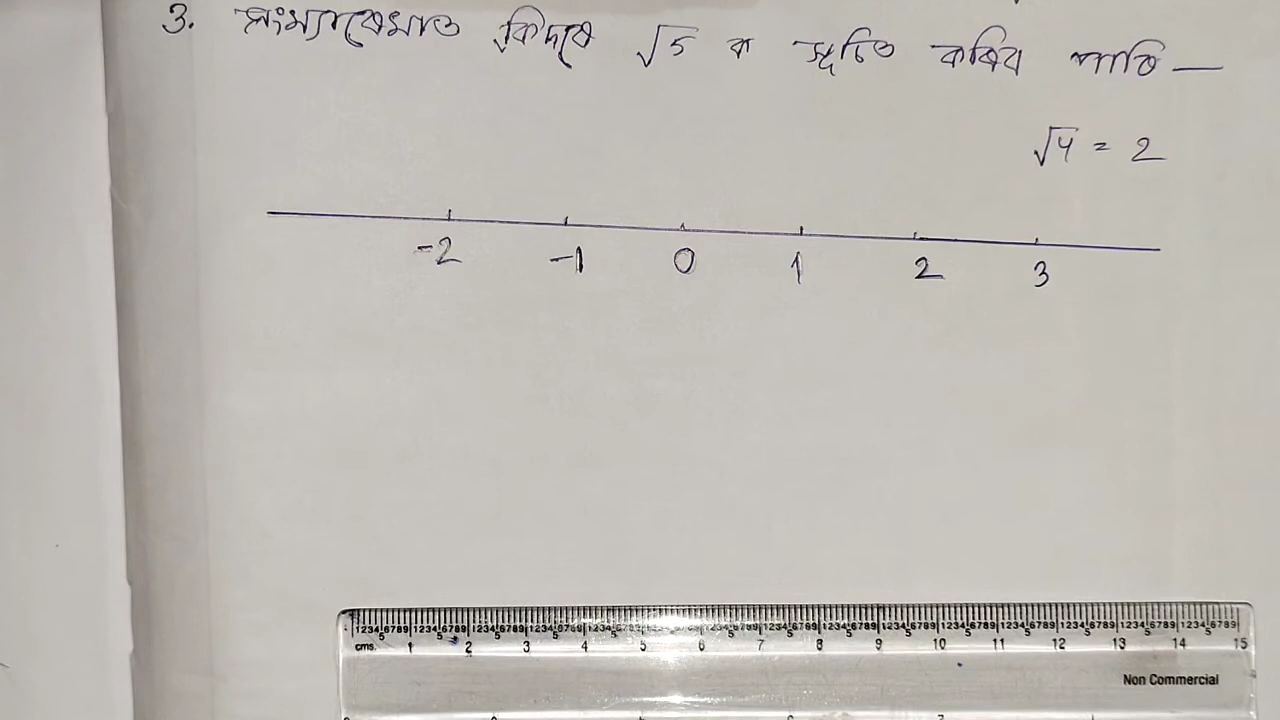 3. সংখ্যাৰেখাত কিদৰে √5 ক সূচিত কৰিব পাৰি —
√4 = 2
-2 -1 0 1 2 3
cms. 1 2 3 4 5 6 7 8 9 10 11 12 13 14 15
Non Commercial